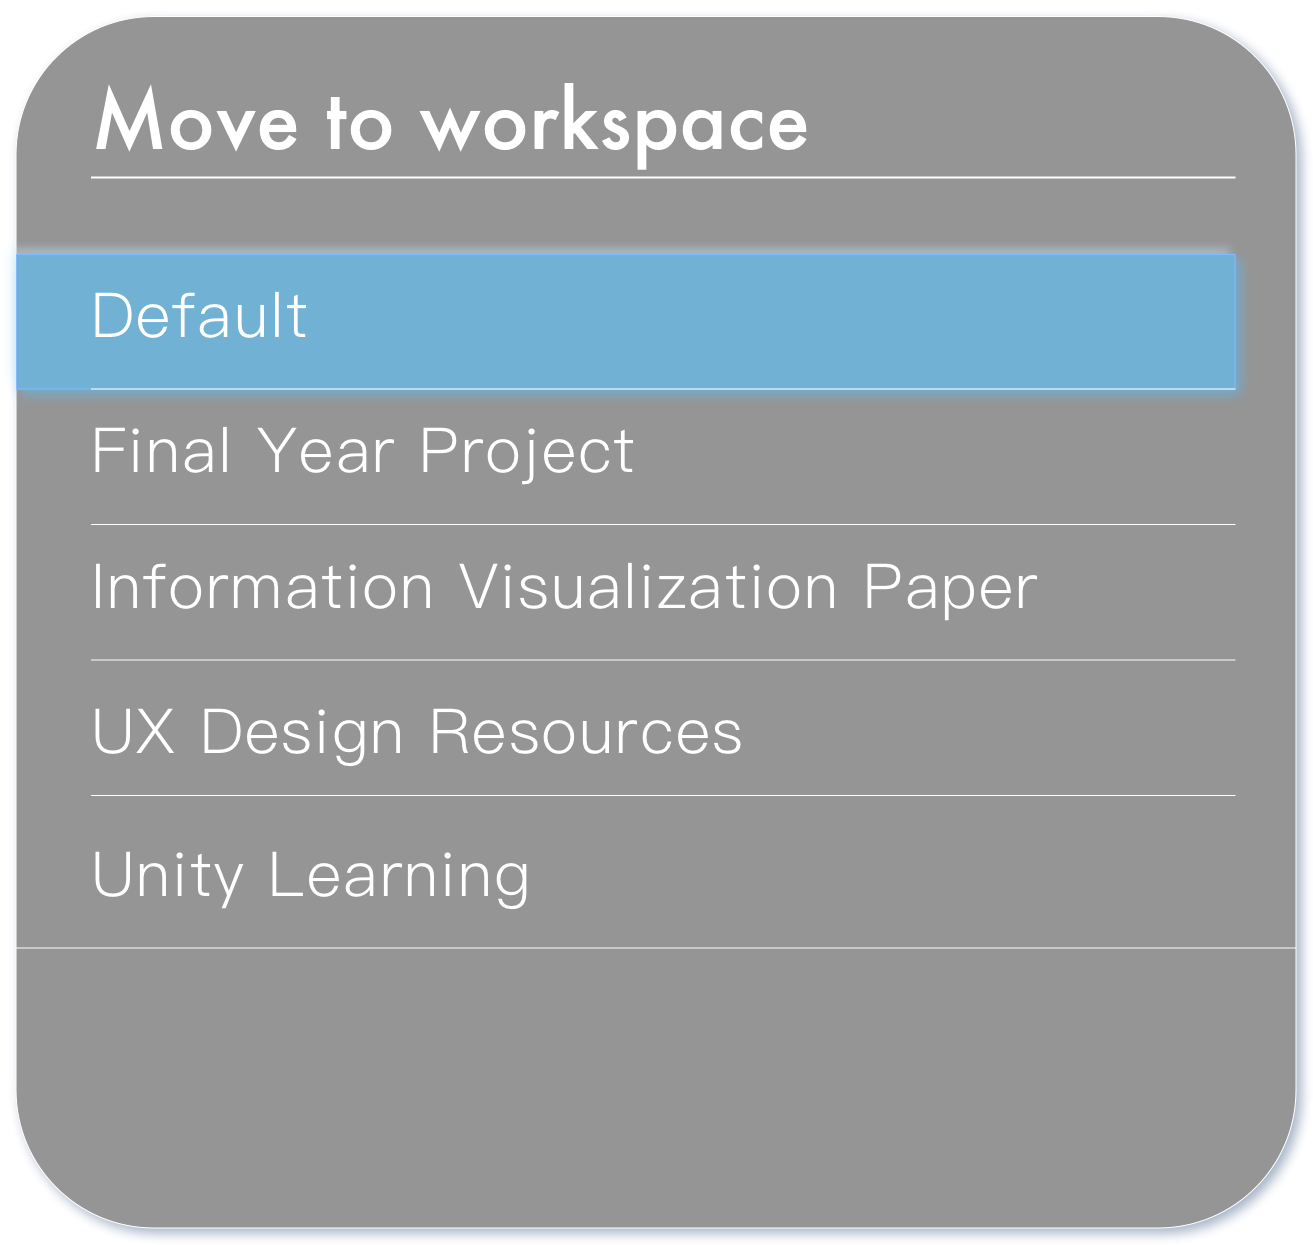 Move to workspace
Default
Final Year Project
Information Visualization Paper
UX Design Resources
Unity Learning